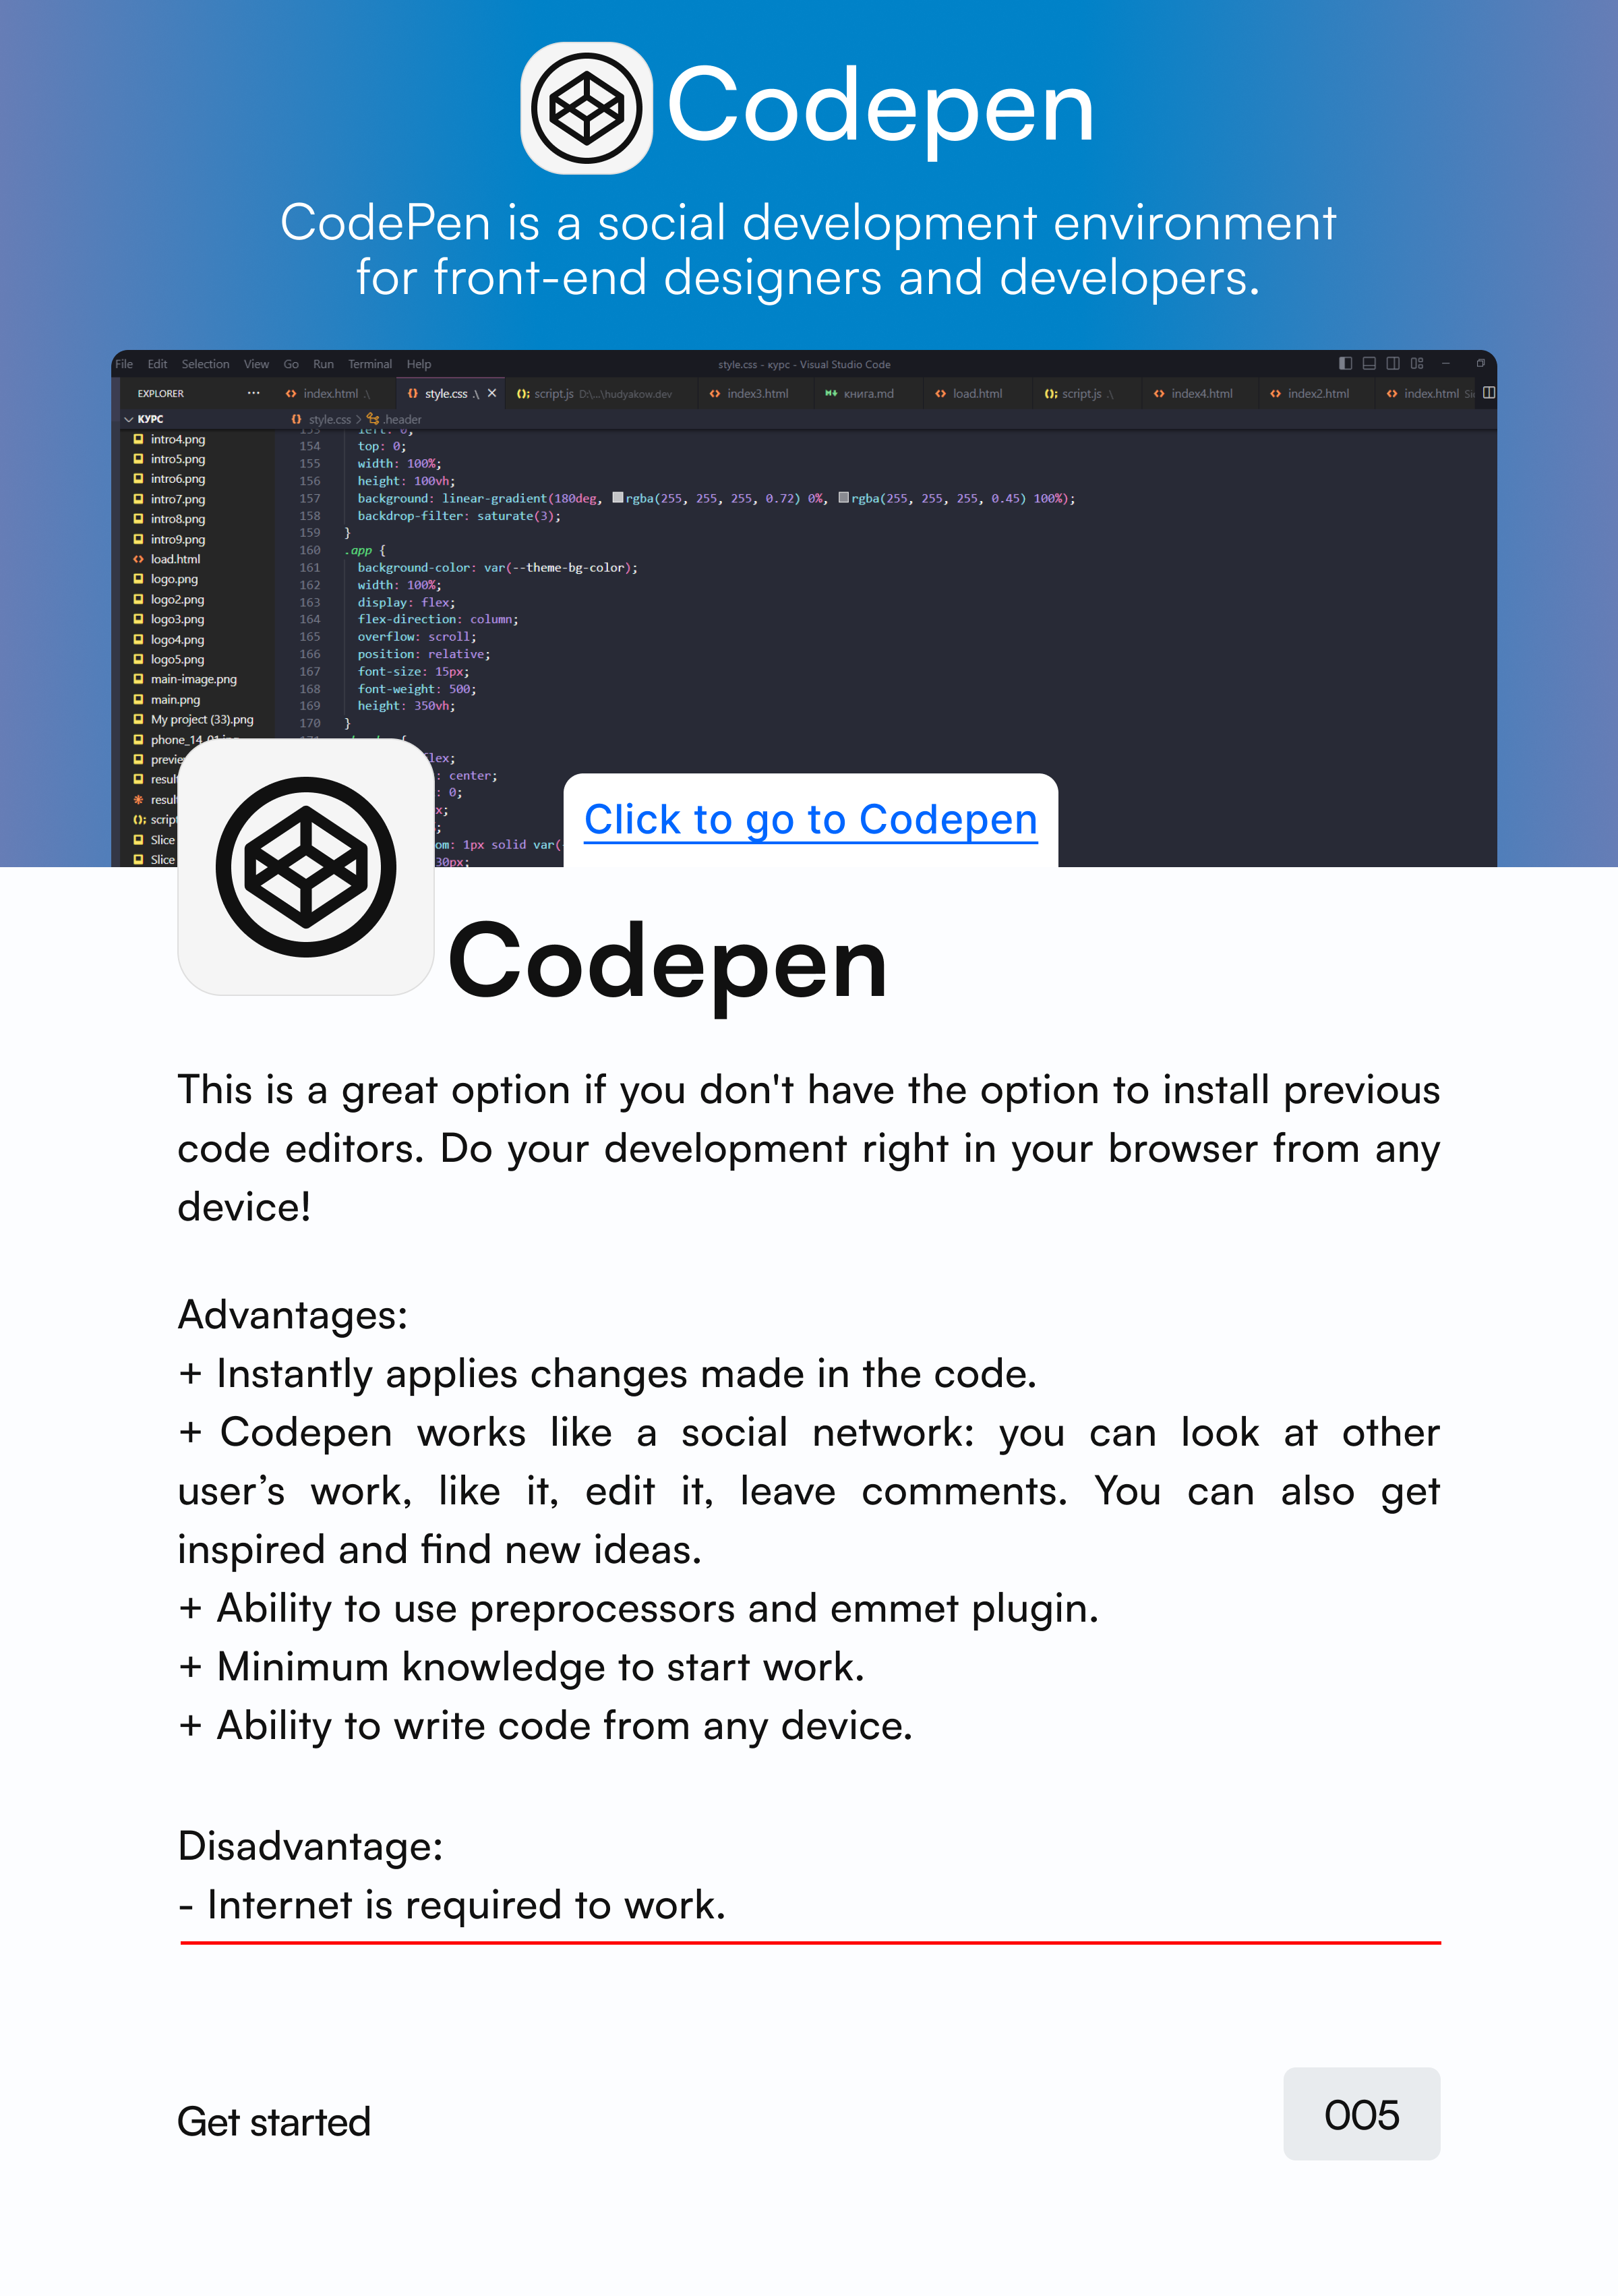 Codepen
CodePen is a social development environment
for front-end designers and developers.
File Edit Selection View Go Run Terminal Help
style.css - курс - Visual Studio Code
EXPLORER ···
index.html .\
style.css .\
script.js D:\...\hudyakow.dev
index3.html
книга.md
load.html
script.js .\
index4.html
index2.html
index.html
КУРС
style.css > .header
intro4.png
intro5.png
intro6.png
intro7.png
intro8.png
intro9.png
load.html
logo.png
logo2.png
logo3.png
logo4.png
logo5.png
main-image.png
main.png
My project (33).png
153 left: 0;
154 top: 0;
155 width: 100%;
156 height: 100vh;
157 background: linear-gradient(180deg, rgba(255, 255, 255, 0.72) 0%, rgba(255, 255, 255, 0.45) 100%);
158 backdrop-filter: saturate(3);
159 }
160 .app {
161 background-color: var(--theme-bg-color);
162 width: 100%;
163 display: flex;
164 flex-direction: column;
165 overflow: scroll;
166 position: relative;
167 font-size: 15px;
168 font-weight: 500;
169 height: 350vh;
170 }
script
Slice
Slice
: center;
: 0;
om: 1px solid var(
30px;
Click to go to Codepen
Codepen
This is a great option if you don't have the option to install previous
code editors. Do your development right in your browser from any
device!
Advantages:
+ Instantly applies changes made in the code.
+ Codepen works like a social network: you can look at other
user’s work, like it, edit it, leave comments. You can also get
inspired and find new ideas.
+ Ability to use preprocessors and emmet plugin.
+ Minimum knowledge to start work.
+ Ability to write code from any device.
Disadvantage:
- Internet is required to work.
Get started
005